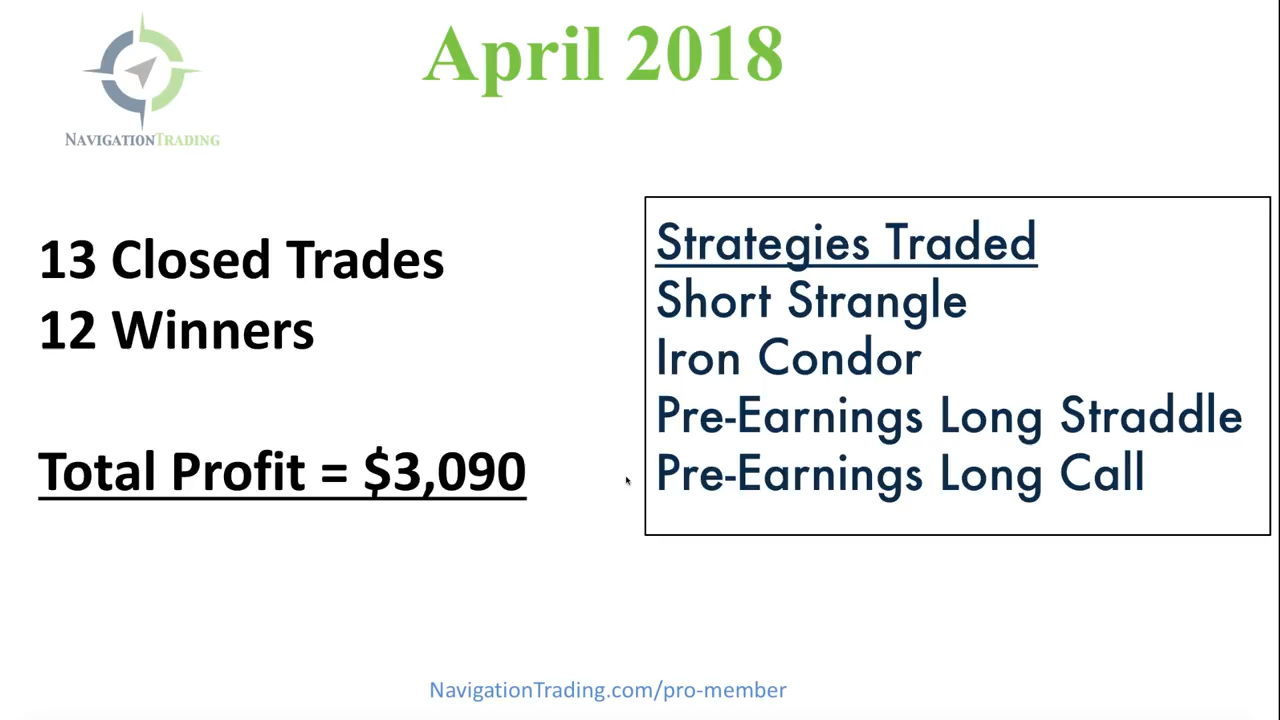 April 2018
NAVIGATIONTRADING
13 Closed Trades
12 Winners
Total Profit = $3,090
Strategies Traded
Short Strangle
Iron Condor
Pre-Earnings Long Straddle
Pre-Earnings Long Call
NavigationTrading.com/pro-member